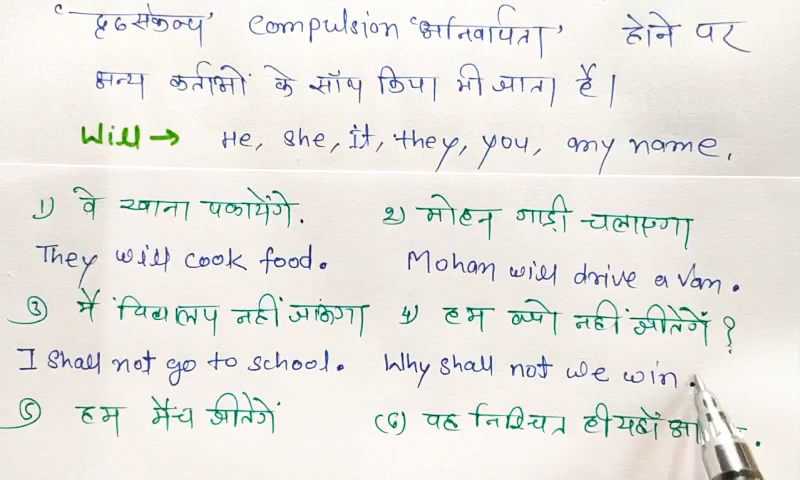 'दृढसंकल्प' Compulsion 'अनिवार्यता' होने पर
अन्य कर्ताओं के साथ किया भी जाता है।
Will → He, she, it, they, you, any name.
1) वे खाना पकायेंगे. 2) मोहन गाड़ी चलाएगा
They will cook food. Mohan will drive a van.
③ मैं विद्यालय नहीं जाऊंगा 4) हम क्यो नहीं जीतेगें ?
I shall not go to school. Why shall not we win.
⑤ हम मैच जीतेगें (6) वह निश्चित ही यहाँ